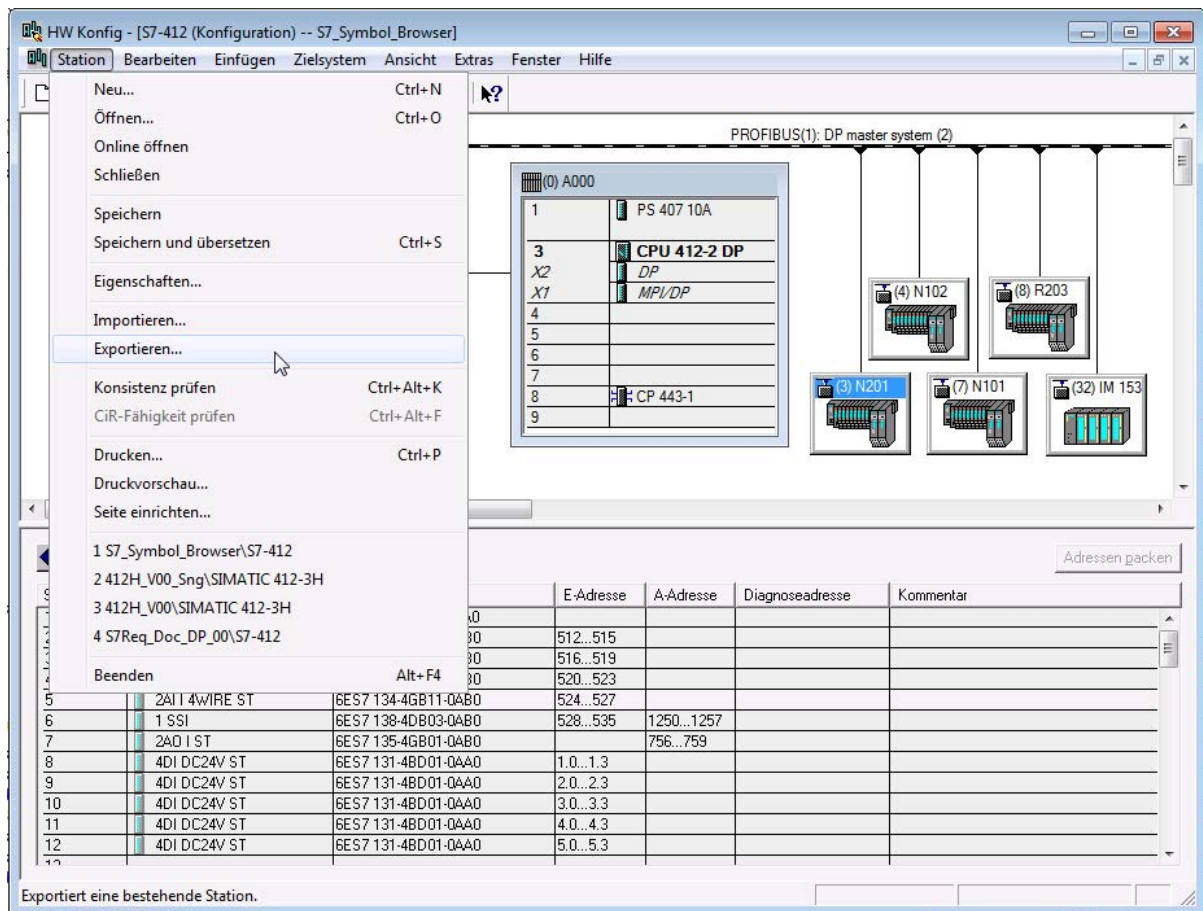 HW Konfig - [S7-412 (Konfiguration) -- S7_Symbol_Browser]
Station Bearbeiten Einfügen Zielsystem Ansicht Extras Fenster Hilfe
Neu... Ctrl+N
Öffnen... Ctrl+O
Online öffnen
Schließen
Speichern
Speichern und übersetzen Ctrl+S
Eigenschaften...
Importieren...
Exportieren...
Konsistenz prüfen Ctrl+Alt+K
CiR-Fähigkeit prüfen Ctrl+Alt+F
Drucken... Ctrl+P
Druckvorschau...
Seite einrichten...
1 S7_Symbol_Browser\S7-412
2 412H_V00_Sng\SIMATIC 412-3H
3 412H_V00\SIMATIC 412-3H
4 S7Req_Doc_DP_00\S7-412
Beenden Alt+F4
PROFIBUS(1): DP master system (2)
(0) A000
1 PS 407 10A
3 CPU 412-2 DP
X2 DP
X1 MPI/DP
4
5
6
7
8 CP 443-1
9
(4) N102
(8) R203
(3) N201
(7) N101
(32) IM 153
Adressen packen
E-Adresse A-Adresse Diagnoseadresse Kommentar
512...515
516...519
520...523
5 2AI I 4WIRE ST 6ES7 134-4GB11-0AB0 524...527
6 1 SSI 6ES7 138-4DB03-0AB0 528...535 1250...1257
7 2AO I ST 6ES7 135-4GB01-0AB0 756...759
8 4DI DC24V ST 6ES7 131-4BD01-0AA0 1.0...1.3
9 4DI DC24V ST 6ES7 131-4BD01-0AA0 2.0...2.3
10 4DI DC24V ST 6ES7 131-4BD01-0AA0 3.0...3.3
11 4DI DC24V ST 6ES7 131-4BD01-0AA0 4.0...4.3
12 4DI DC24V ST 6ES7 131-4BD01-0AA0 5.0...5.3
Exportiert eine bestehende Station.